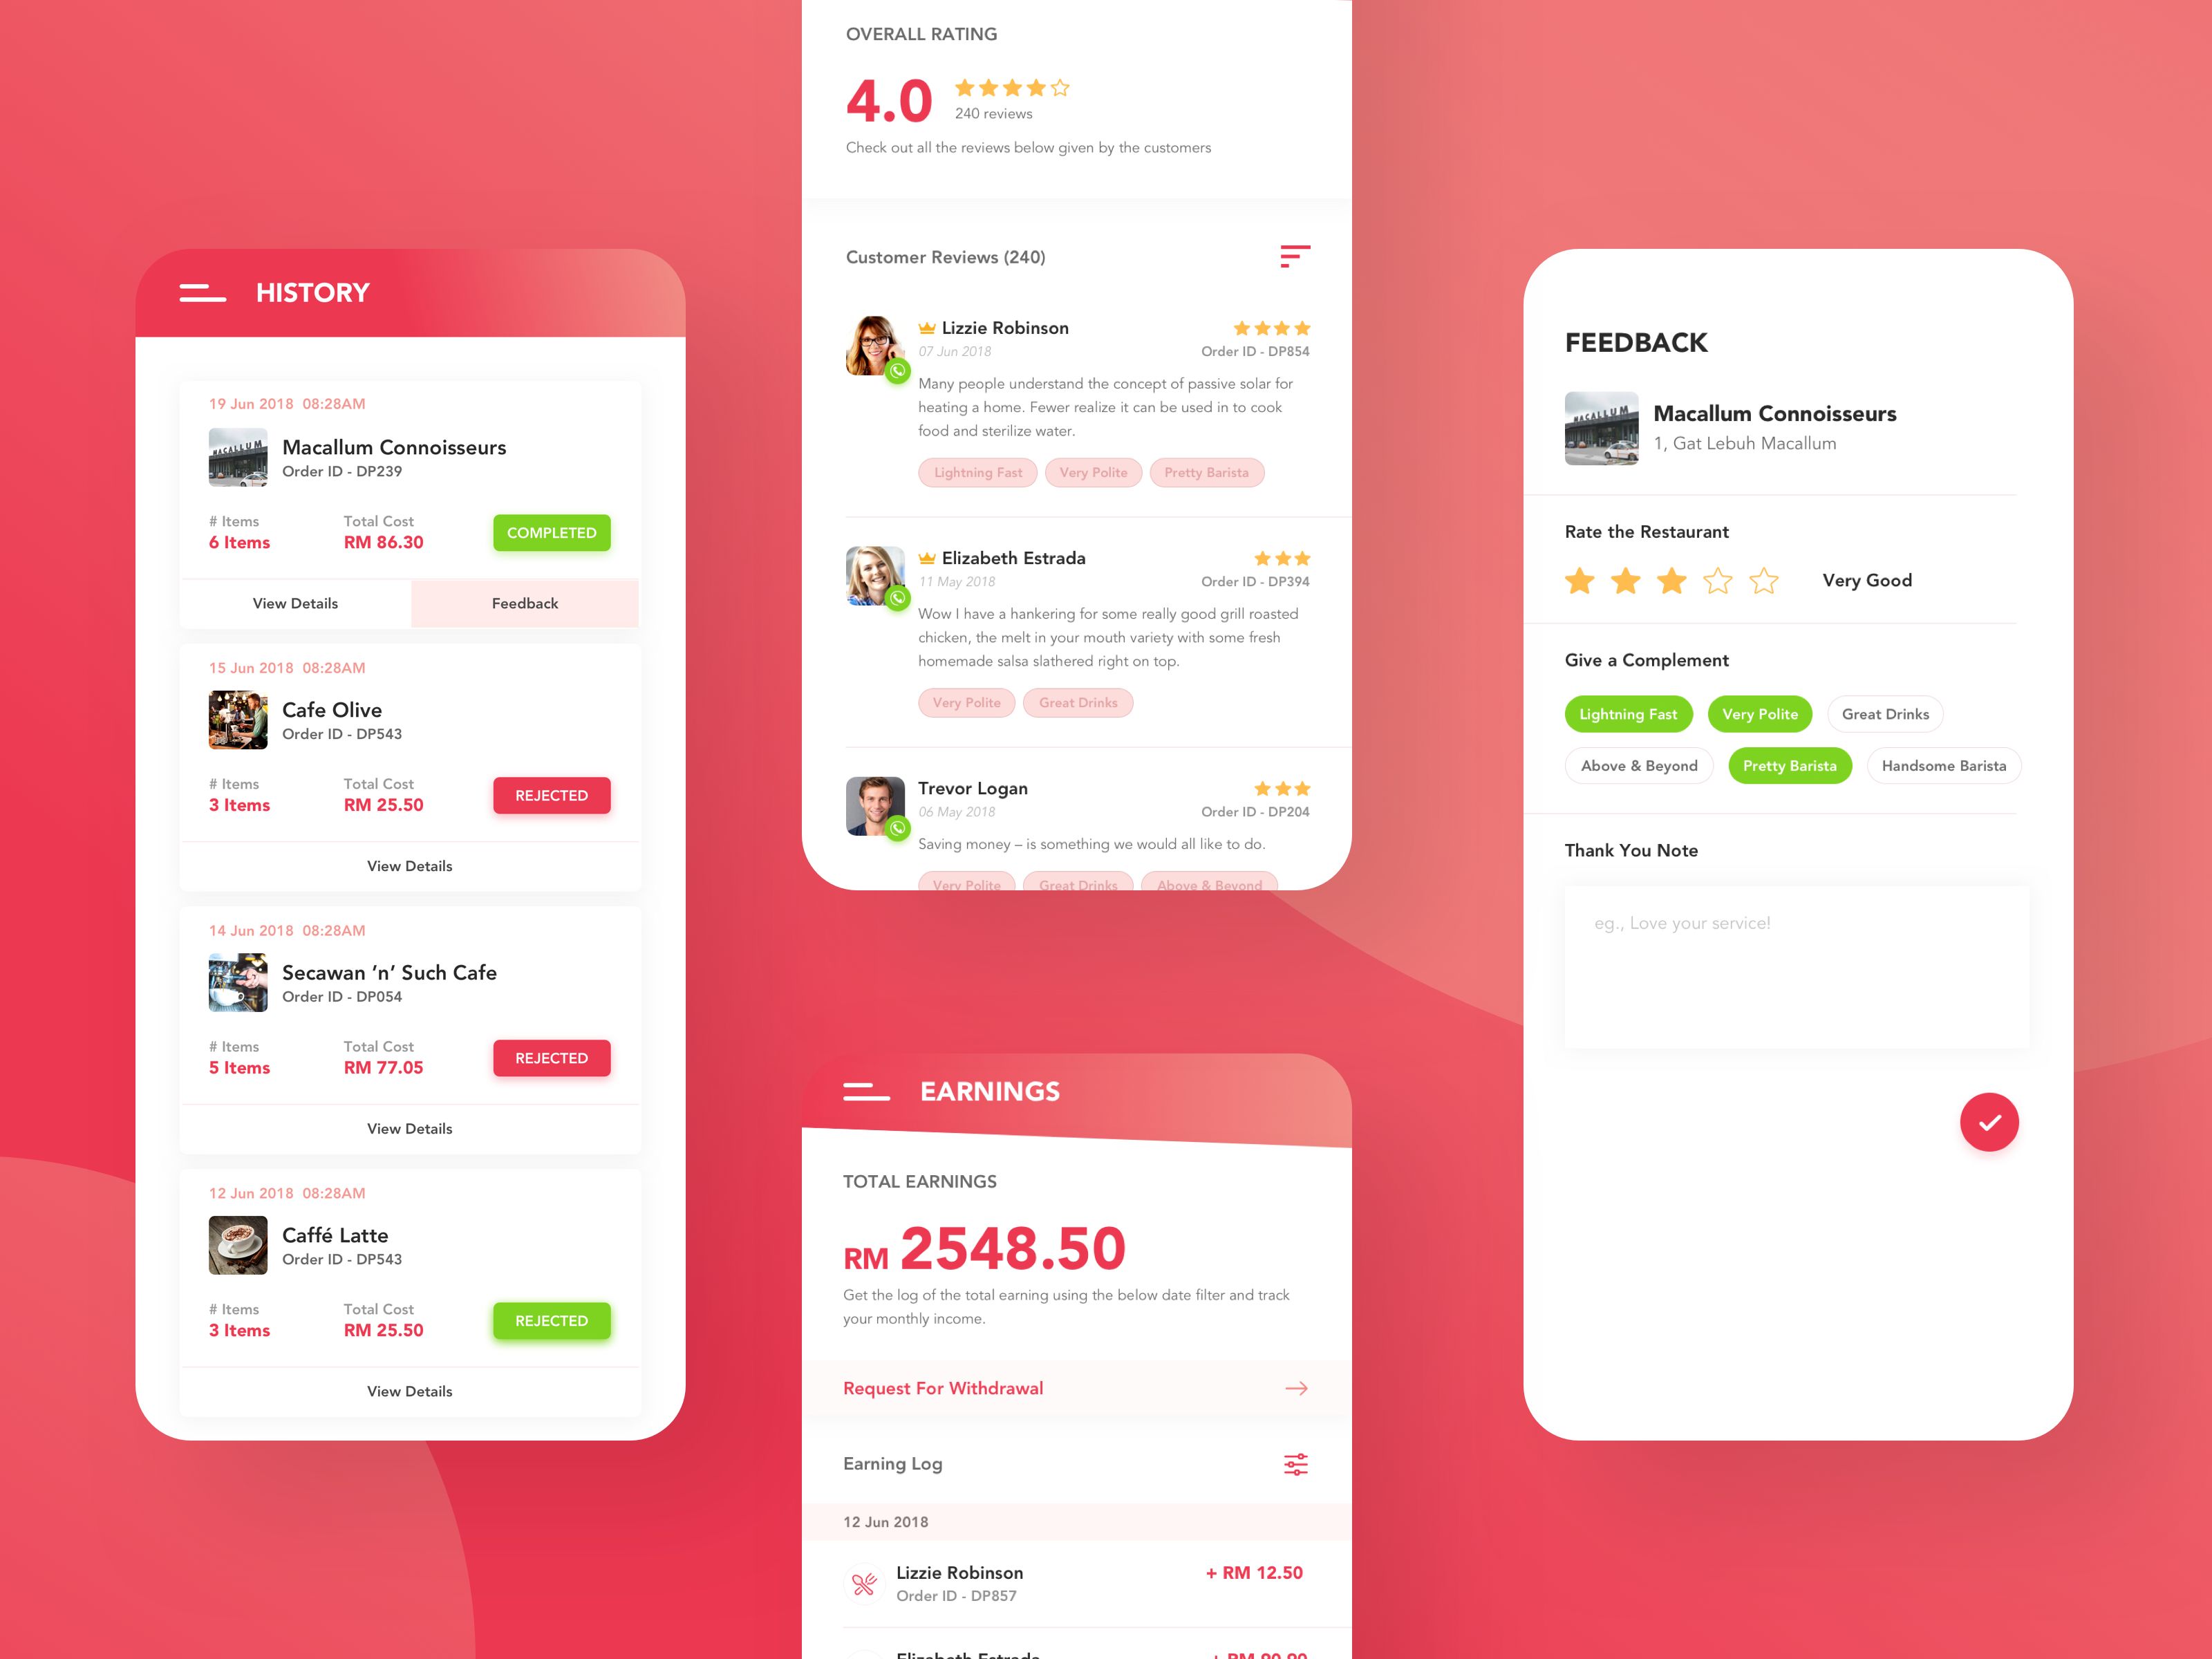 HISTORY
19 Jun 2018 08:28AM
MACALLUM
Macallum Connoisseurs
Order ID - DP239
# Items
Total Cost
6 Items
RM 86.30
COMPLETED
View Details
Feedback
15 Jun 2018 08:28AM
Cafe Olive
Order ID - DP543
# Items
Total Cost
3 Items
RM 25.50
REJECTED
View Details
14 Jun 2018 08:28AM
Secawan ’n’ Such Cafe
Order ID - DP054
# Items
Total Cost
5 Items
RM 77.05
REJECTED
View Details
12 Jun 2018 08:28AM
Caffé Latte
Order ID - DP543
# Items
Total Cost
3 Items
RM 25.50
REJECTED
View Details
OVERALL RATING
4.0
240 reviews
Check out all the reviews below given by the customers
Customer Reviews (240)
Lizzie Robinson
07 Jun 2018
Order ID - DP854
Many people understand the concept of passive solar for
heating a home. Fewer realize it can be used in to cook
food and sterilize water.
Lightning Fast
Very Polite
Pretty Barista
Elizabeth Estrada
11 May 2018
Order ID - DP394
Wow I have a hankering for some really good grill roasted
chicken, the melt in your mouth variety with some fresh
homemade salsa slathered right on top.
Very Polite
Great Drinks
Trevor Logan
06 May 2018
Order ID - DP204
Saving money – is something we would all like to do.
Very Polite
Great Drinks
Above & Beyond
EARNINGS
TOTAL EARNINGS
RM 2548.50
Get the log of the total earning using the below date filter and track
your monthly income.
Request For Withdrawal
Earning Log
12 Jun 2018
Lizzie Robinson
+ RM 12.50
Order ID - DP857
Elizabeth Estrada
FEEDBACK
MACALLUM
Macallum Connoisseurs
1, Gat Lebuh Macallum
Rate the Restaurant
Very Good
Give a Complement
Lightning Fast
Very Polite
Great Drinks
Above & Beyond
Pretty Barista
Handsome Barista
Thank You Note
eg., Love your service!